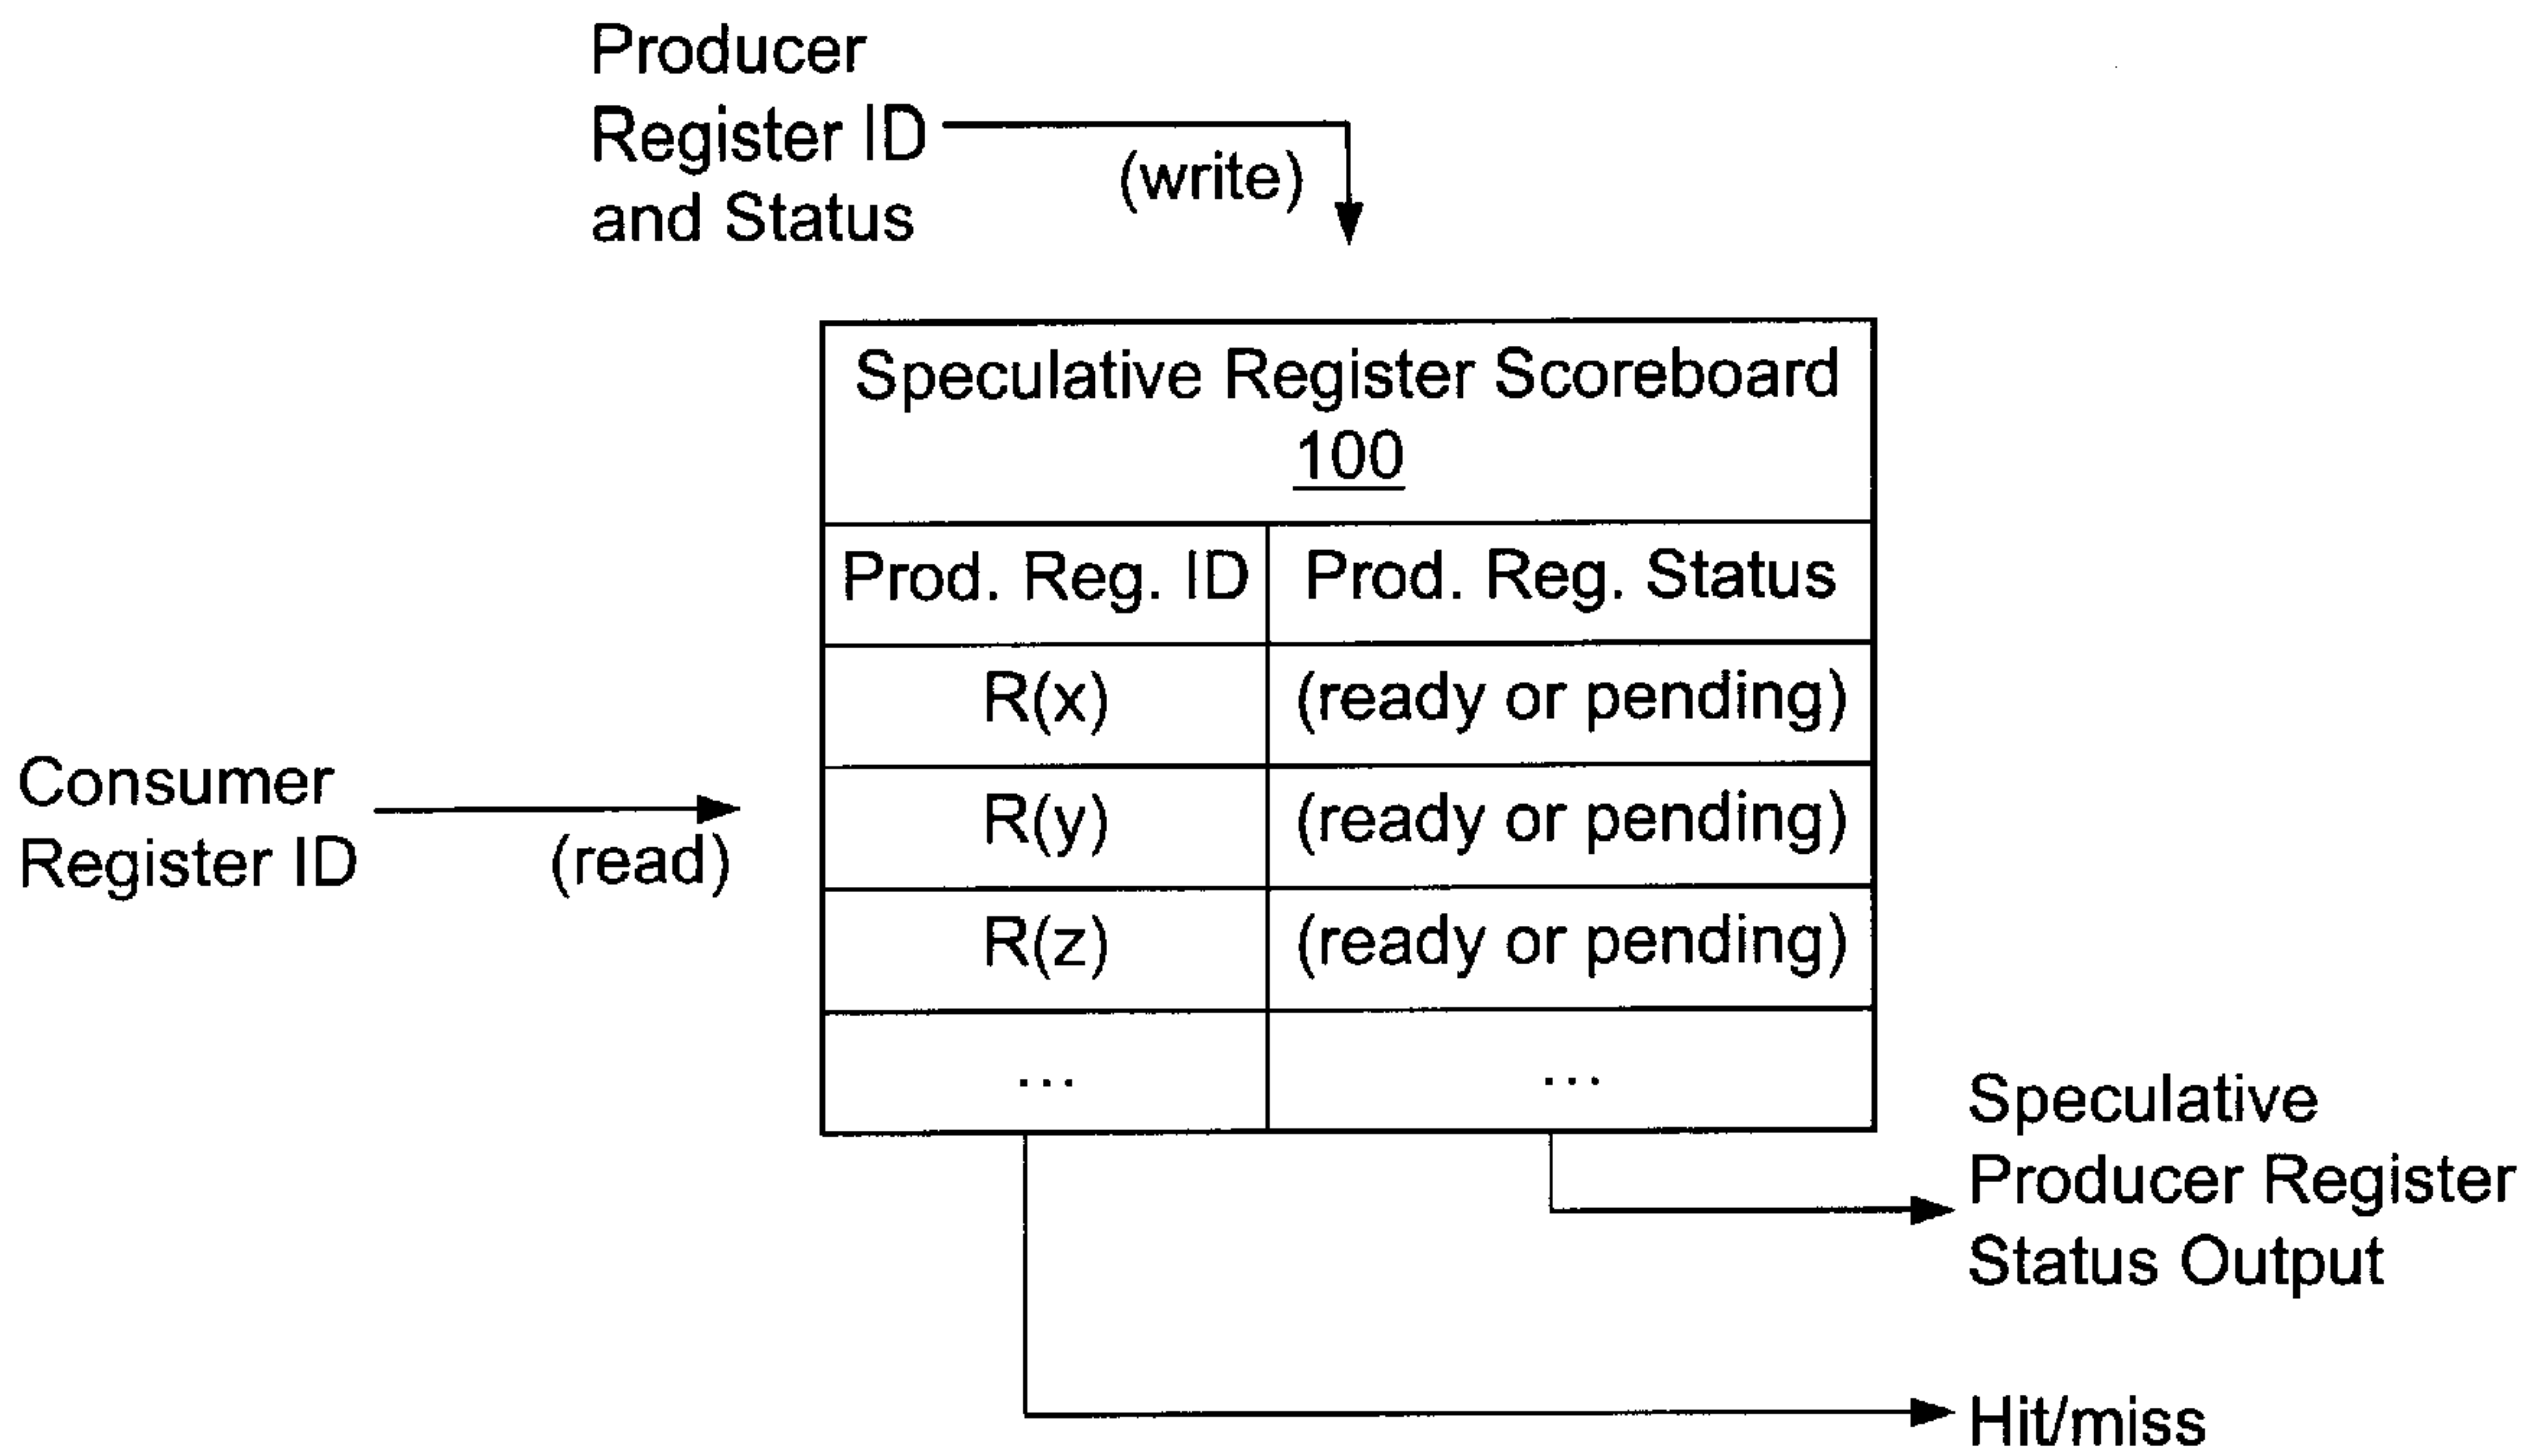 Producer
Register ID
and Status
(write)
Speculative Register Scoreboard
100
Prod. Reg. ID
Prod. Reg. Status
R(x)
(ready or pending)
R(y)
(ready or pending)
R(z)
(ready or pending)
...
...
Consumer
Register ID
(read)
Speculative
Producer Register
Status Output
Hit/miss